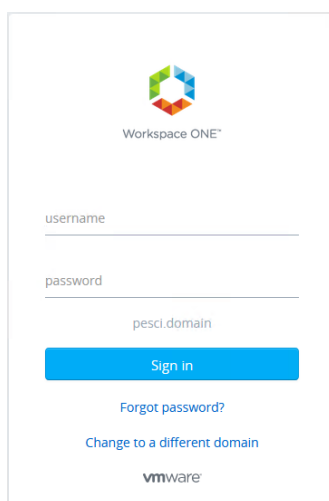 Workspace ONE™
username
password
pesci.domain
Sign in
Forgot password?
Change to a different domain
vmware®